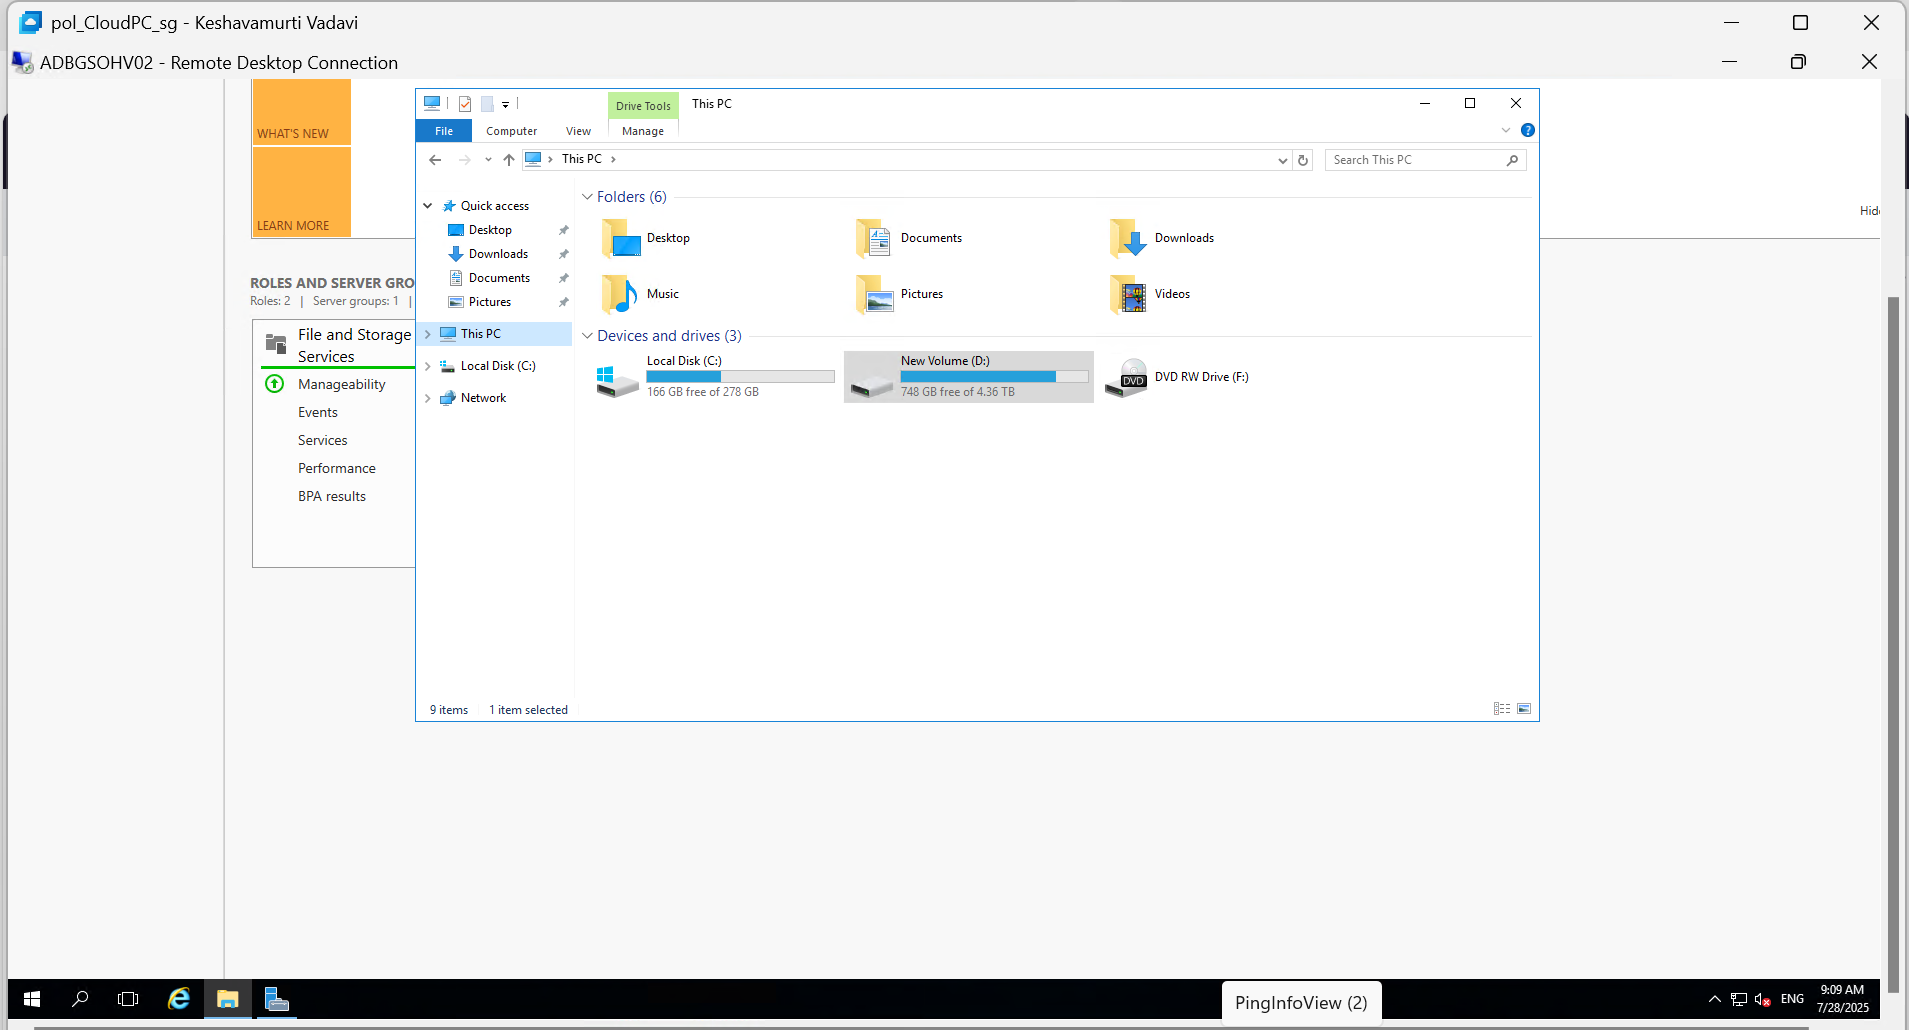 pol_CloudPC_sg - Keshavamurti Vadavi
ADBGSOHV02 - Remote Desktop Connection
WHAT'S NEW
LEARN MORE
Hide
ROLES AND SERVER GRO
Roles: 2 | Server groups: 1 |
File and Storage
Services
Manageability
Events
Services
Performance
BPA results
Drive Tools
This PC
File
Computer
View
Manage
This PC
Search This PC
Quick access
Desktop
Downloads
Documents
Pictures
This PC
Local Disk (C:)
Network
Folders (6)
Desktop
Documents
Downloads
Music
Pictures
Videos
Devices and drives (3)
Local Disk (C:)
166 GB free of 278 GB
New Volume (D:)
748 GB free of 4.36 TB
DVD
DVD RW Drive (F:)
9 items
1 item selected
PingInfoView (2)
ENG
9:09 AM
7/28/2025